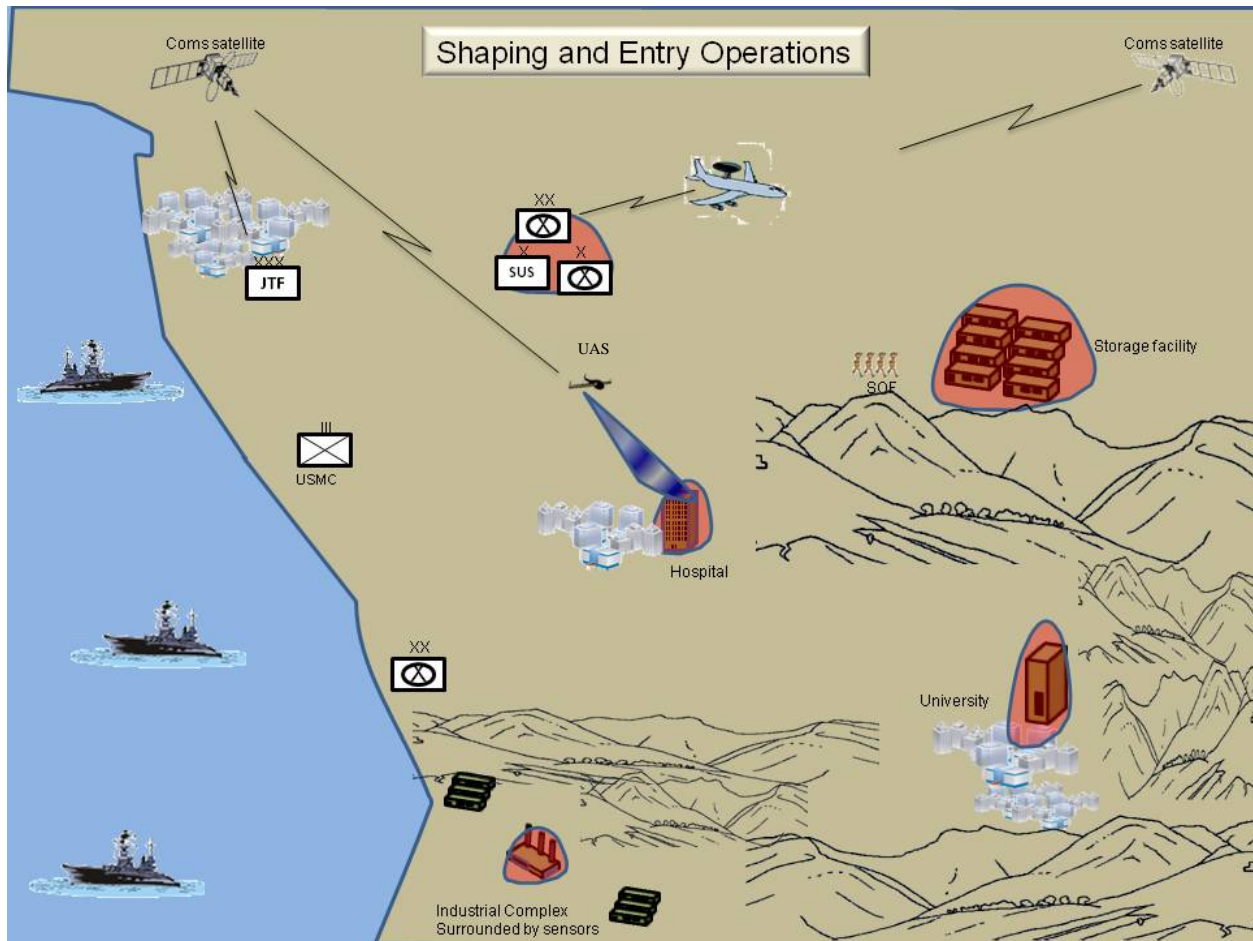 Shaping and Entry Operations
Coms satellite
Coms satellite
XX
X
X
SUS
XXX
JTF
UAS
Storage facility
SOF
III
USMC
Hospital
XX
University
Industrial Complex
Surrounded by sensors